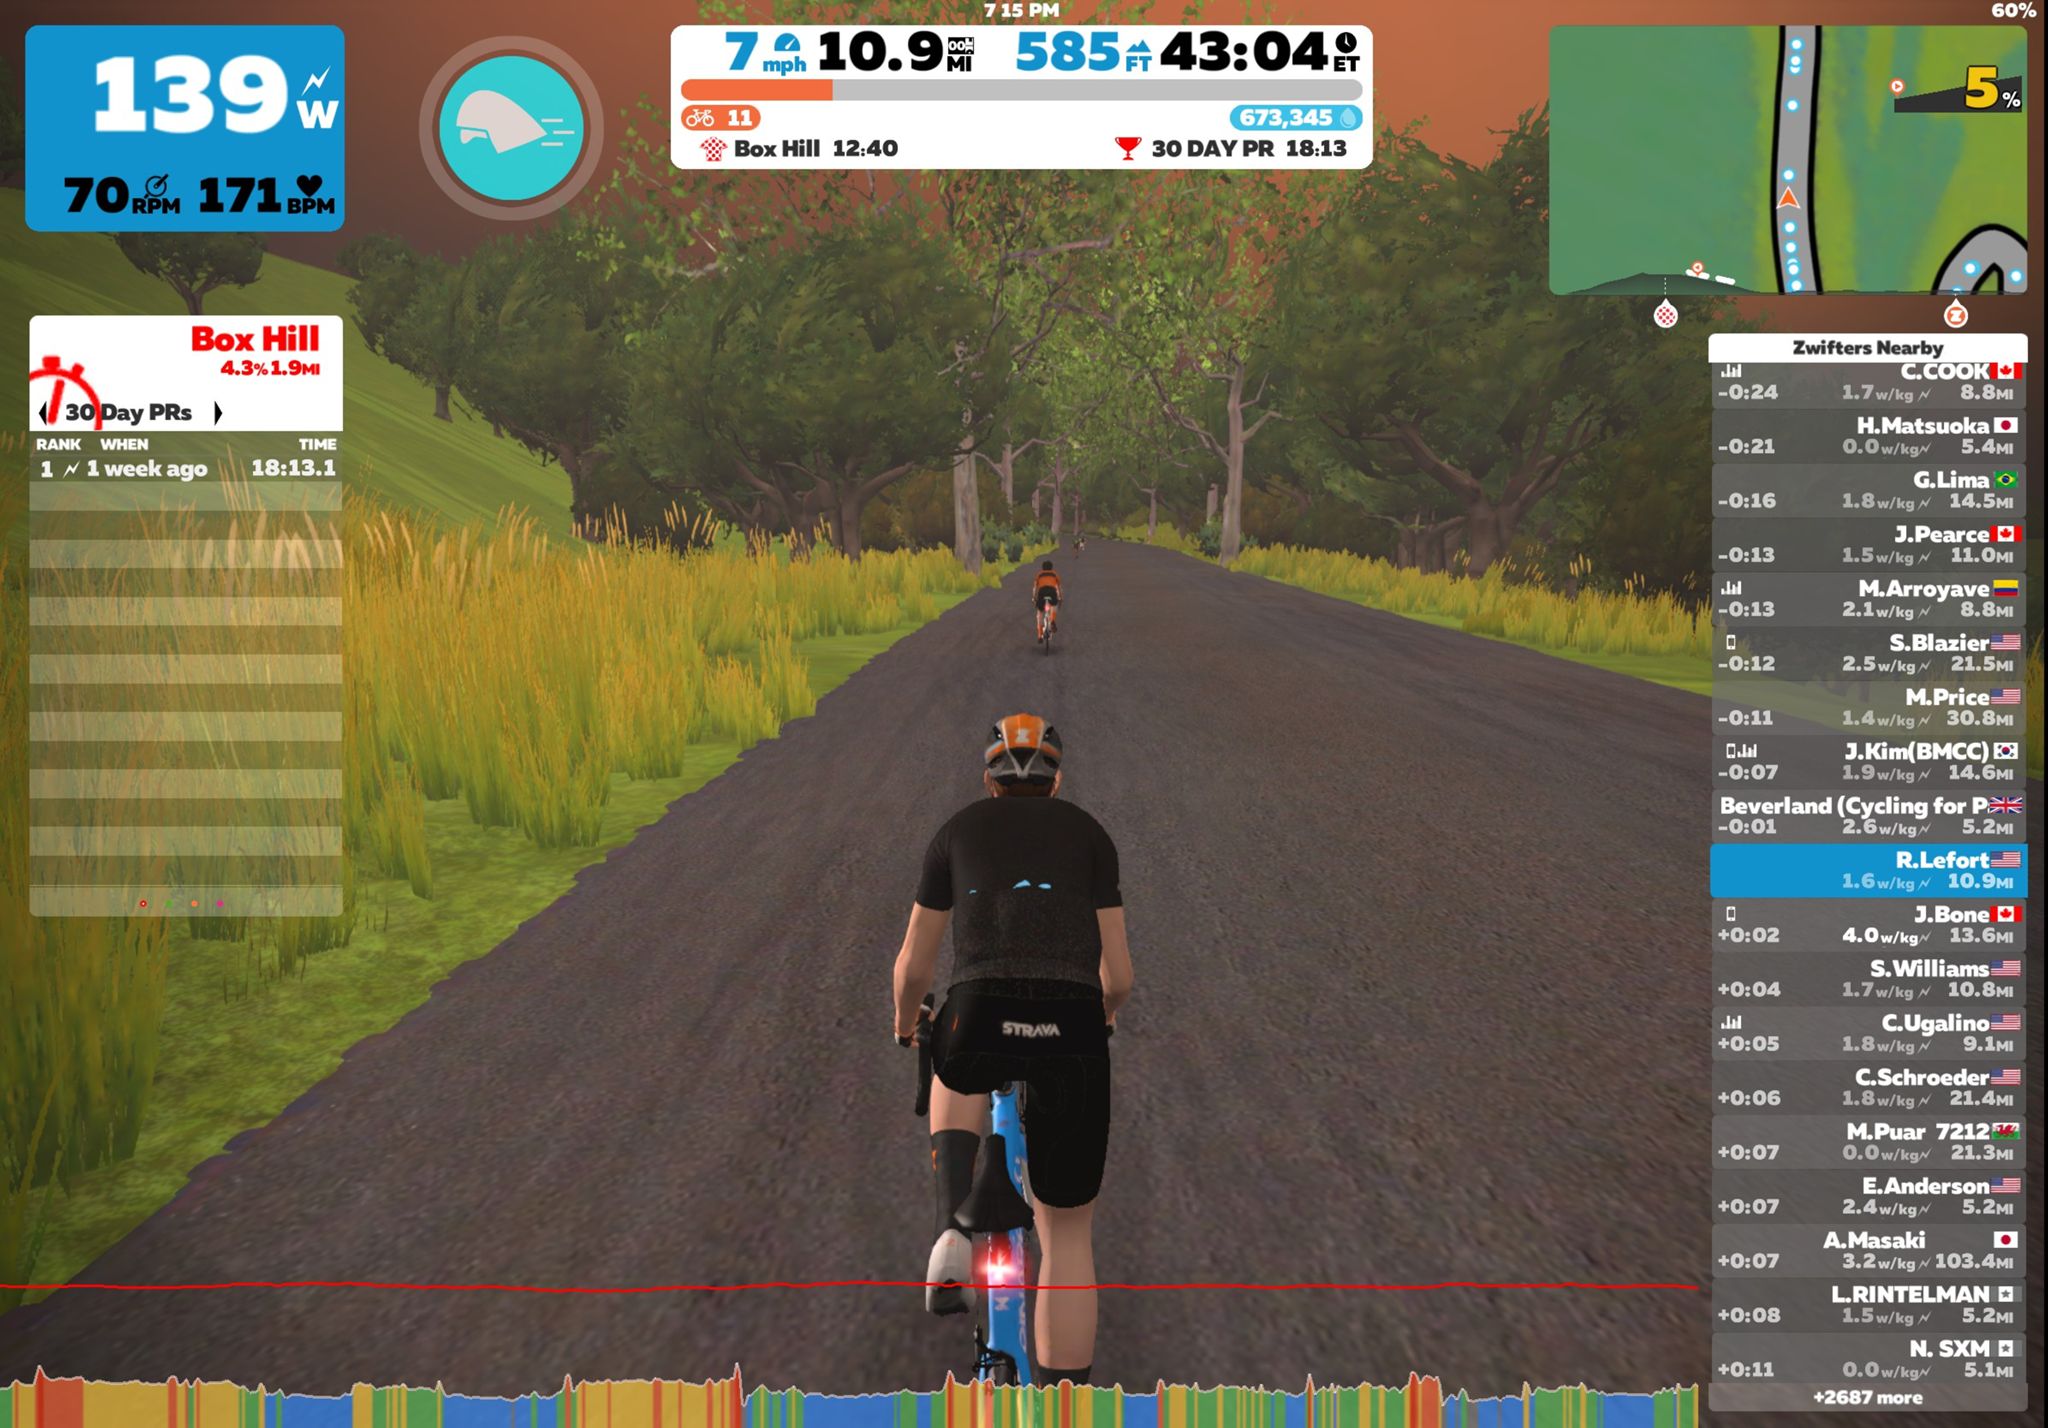 7 15 PM
60%
139 W
70 RPM 171 BPM
7 mph 10.9 MI 585 FT 43:04 ET
11
673,345
Box Hill 12:40
30 DAY PR 18:13
5%
Box Hill
4.3% 1.9MI
30 Day PRs
RANK WHEN TIME
1 1 week ago 18:13.1
Zwifters Nearby
C.COOK
-0:24 1.7w/kg 8.8MI
H.Matsuoka
-0:21 0.0w/kg 5.4MI
G.Lima
-0:16 1.8w/kg 14.5MI
J.Pearce
-0:13 1.5w/kg 11.0MI
M.Arroyave
-0:13 2.1w/kg 8.8MI
S.Blazier
-0:12 2.5w/kg 21.5MI
M.Price
-0:11 1.4w/kg 30.8MI
J.Kim(BMCC)
-0:07 1.9w/kg 14.6MI
Beverland (Cycling for P
-0:01 2.6w/kg 5.2MI
R.Lefort
1.6w/kg 10.9MI
J.Bone
+0:02 4.0w/kg 13.6MI
S.Williams
+0:04 1.7w/kg 10.8MI
C.Ugalino
+0:05 1.8w/kg 9.1MI
C.Schroeder
+0:06 1.8w/kg 21.4MI
M.Puar 7212
+0:07 0.0w/kg 21.3MI
E.Anderson
+0:07 2.4w/kg 5.2MI
A.Masaki
+0:07 3.2w/kg 103.4MI
L.RINTELMAN
+0:08 1.5w/kg 5.2MI
N. SXM
+0:11 0.0w/kg 5.1MI
+2687 more
STRAVA